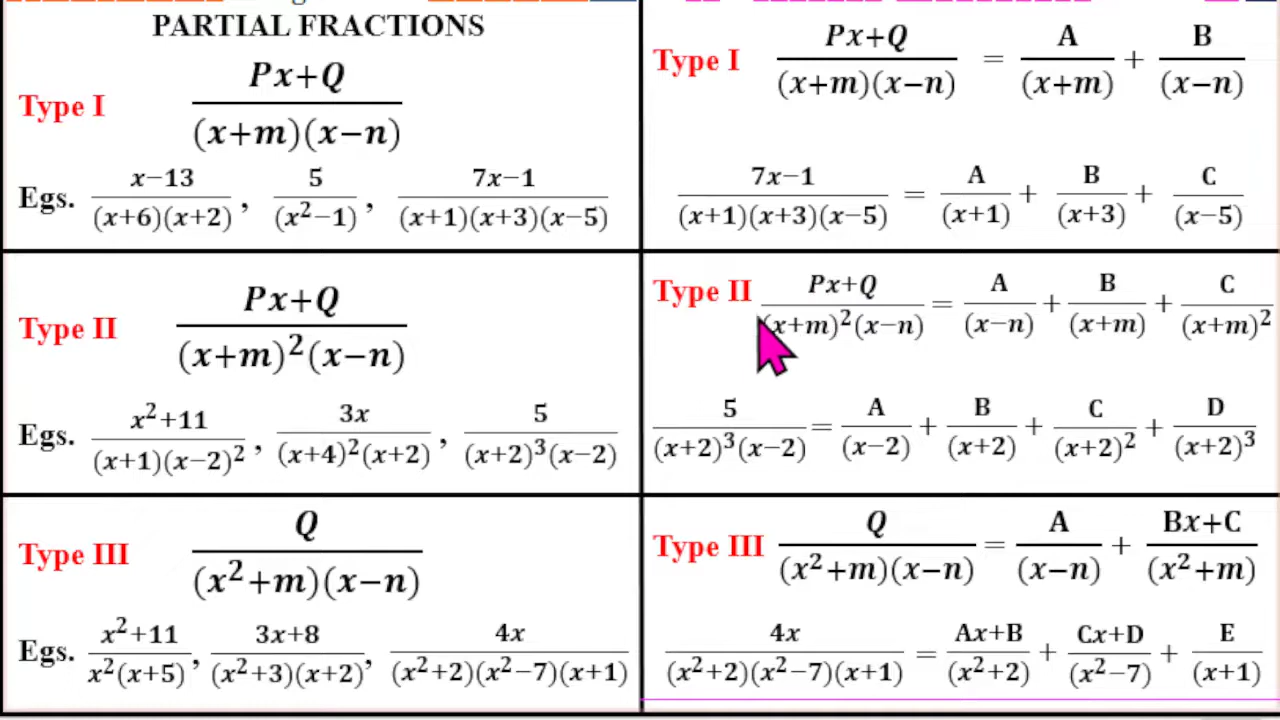 PARTIAL FRACTIONS
Type I Px+Q/(x+m)(x−n)
Egs. x−13/(x+6)(x+2) , 5/(x²−1) , 7x−1/(x+1)(x+3)(x−5)
Type I Px+Q/(x+m)(x−n) = A/(x+m) + B/(x−n)
7x−1/(x+1)(x+3)(x−5) = A/(x+1) + B/(x+3) + C/(x−5)
Type II Px+Q/(x+m)²(x−n)
Egs. x²+11/(x+1)(x−2)² , 3x/(x+4)²(x+2) , 5/(x+2)³(x−2)
Type II Px+Q/(x+m)²(x−n) = A/(x−n) + B/(x+m) + C/(x+m)²
5/(x+2)³(x−2) = A/(x−2) + B/(x+2) + C/(x+2)² + D/(x+2)³
Type III Q/(x²+m)(x−n)
Egs. x²+11/x²(x+5) , 3x+8/(x²+3)(x+2) , 4x/(x²+2)(x²−7)(x+1)
Type III Q/(x²+m)(x−n) = A/(x−n) + Bx+C/(x²+m)
4x/(x²+2)(x²−7)(x+1) = Ax+B/(x²+2) + Cx+D/(x²−7) + E/(x+1)